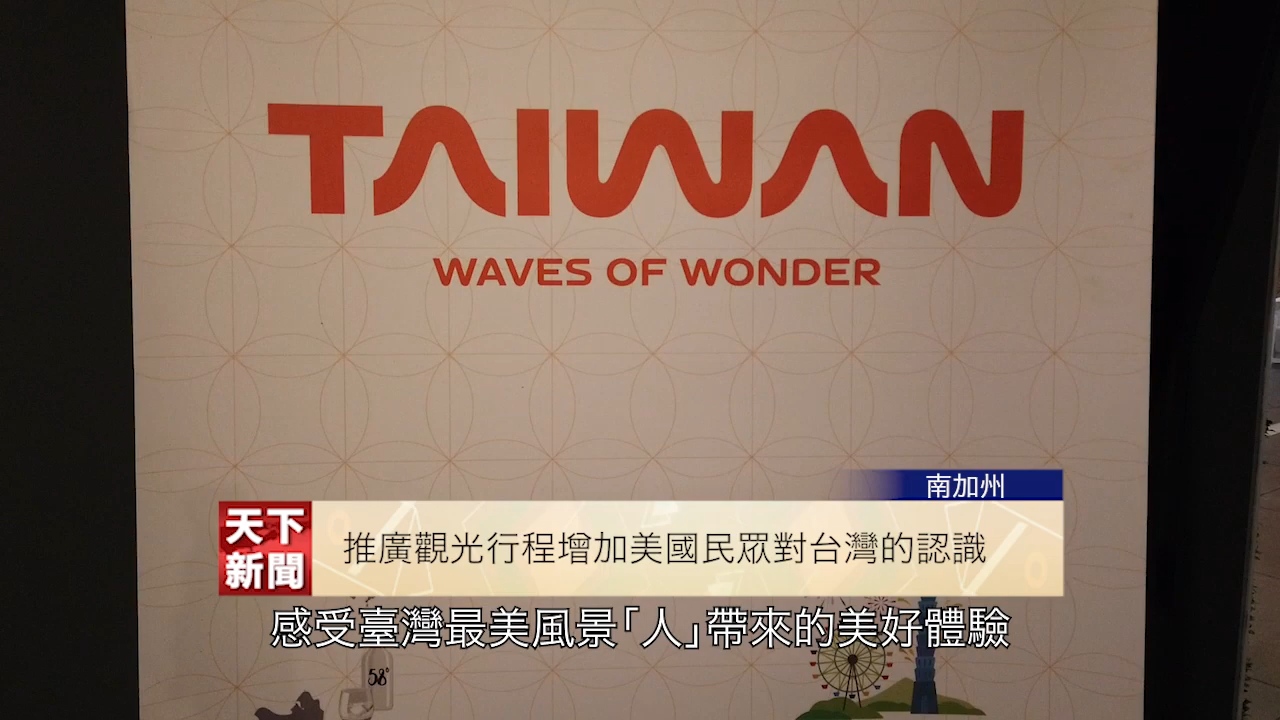 TAIWAN
WAVES OF WONDER
南加州
天下
新聞
推廣觀光行程增加美國民眾對台灣的認識
感受臺灣最美風景「人」帶來的美好體驗
58°